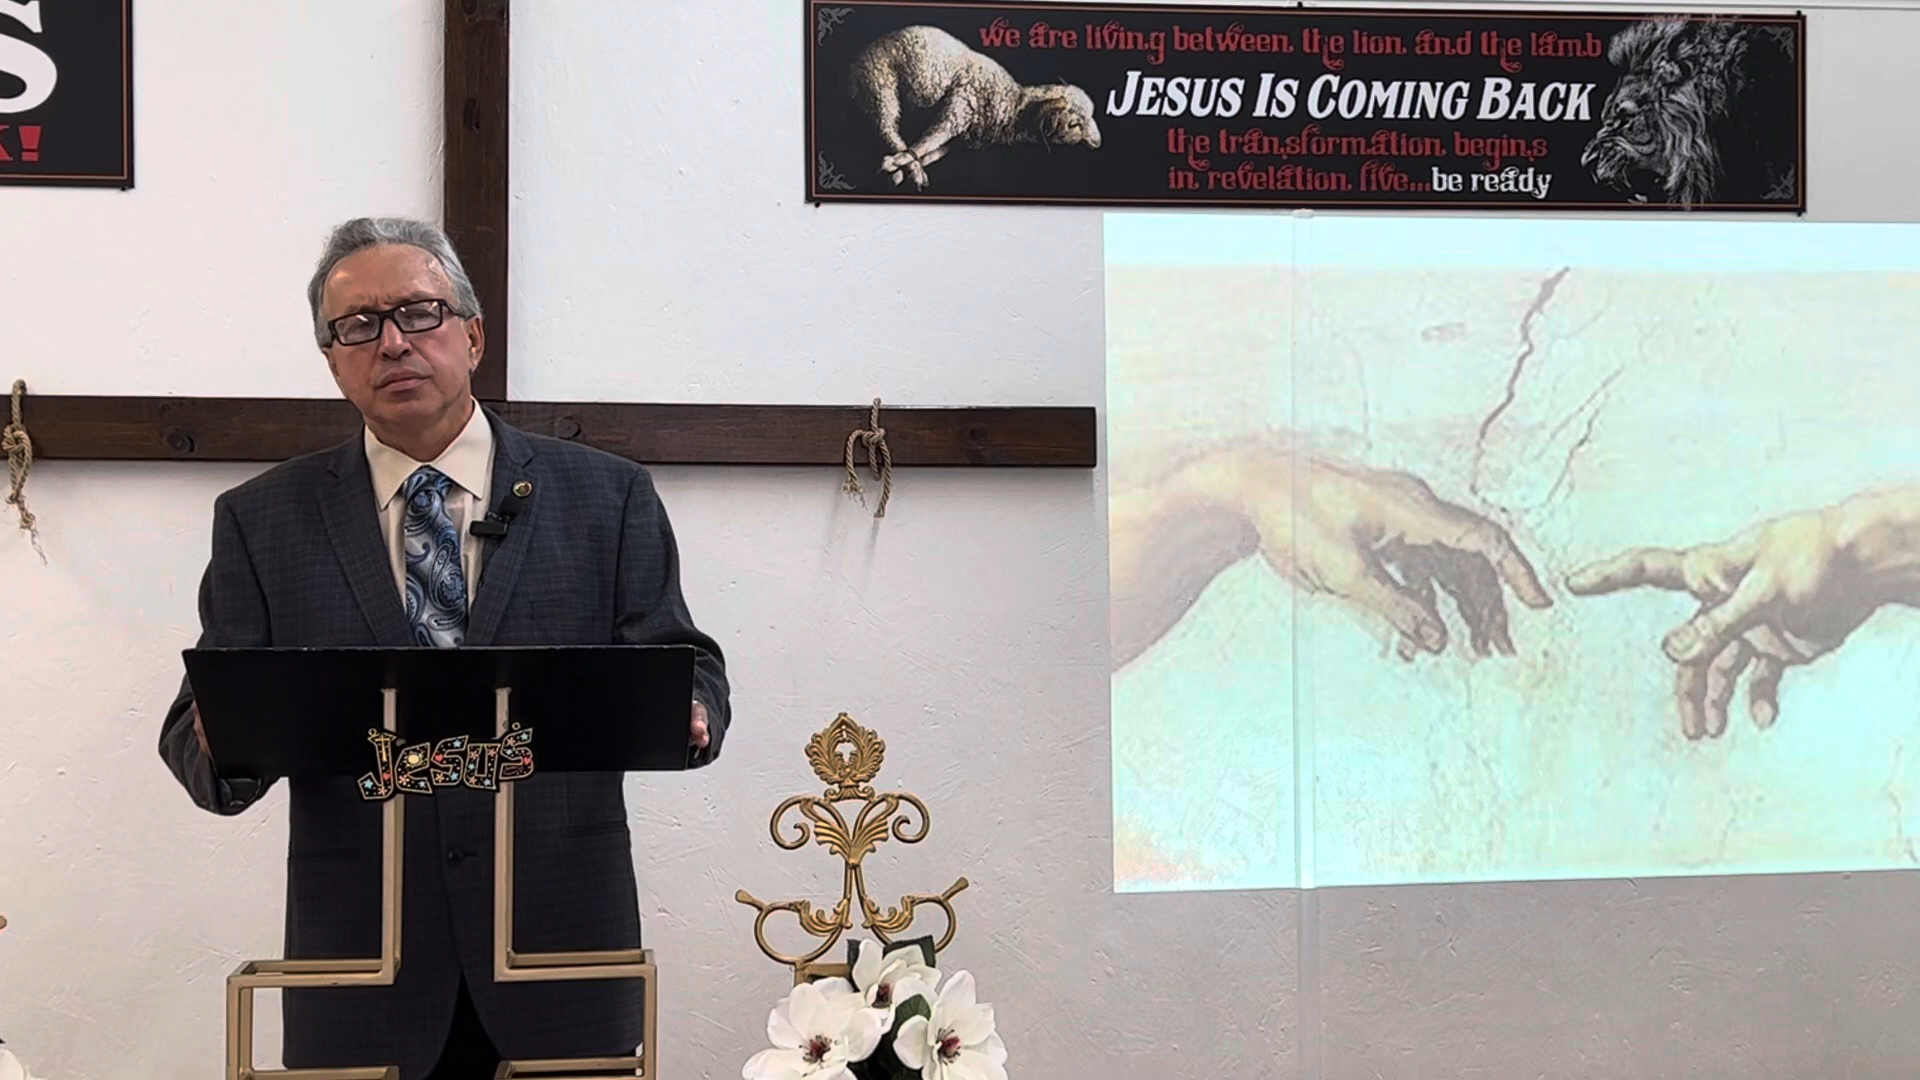 S
K!
we are living between the lion and the lamb
JESUS IS COMING BACK
the transformation begins
in revelation five...be ready
Jesus